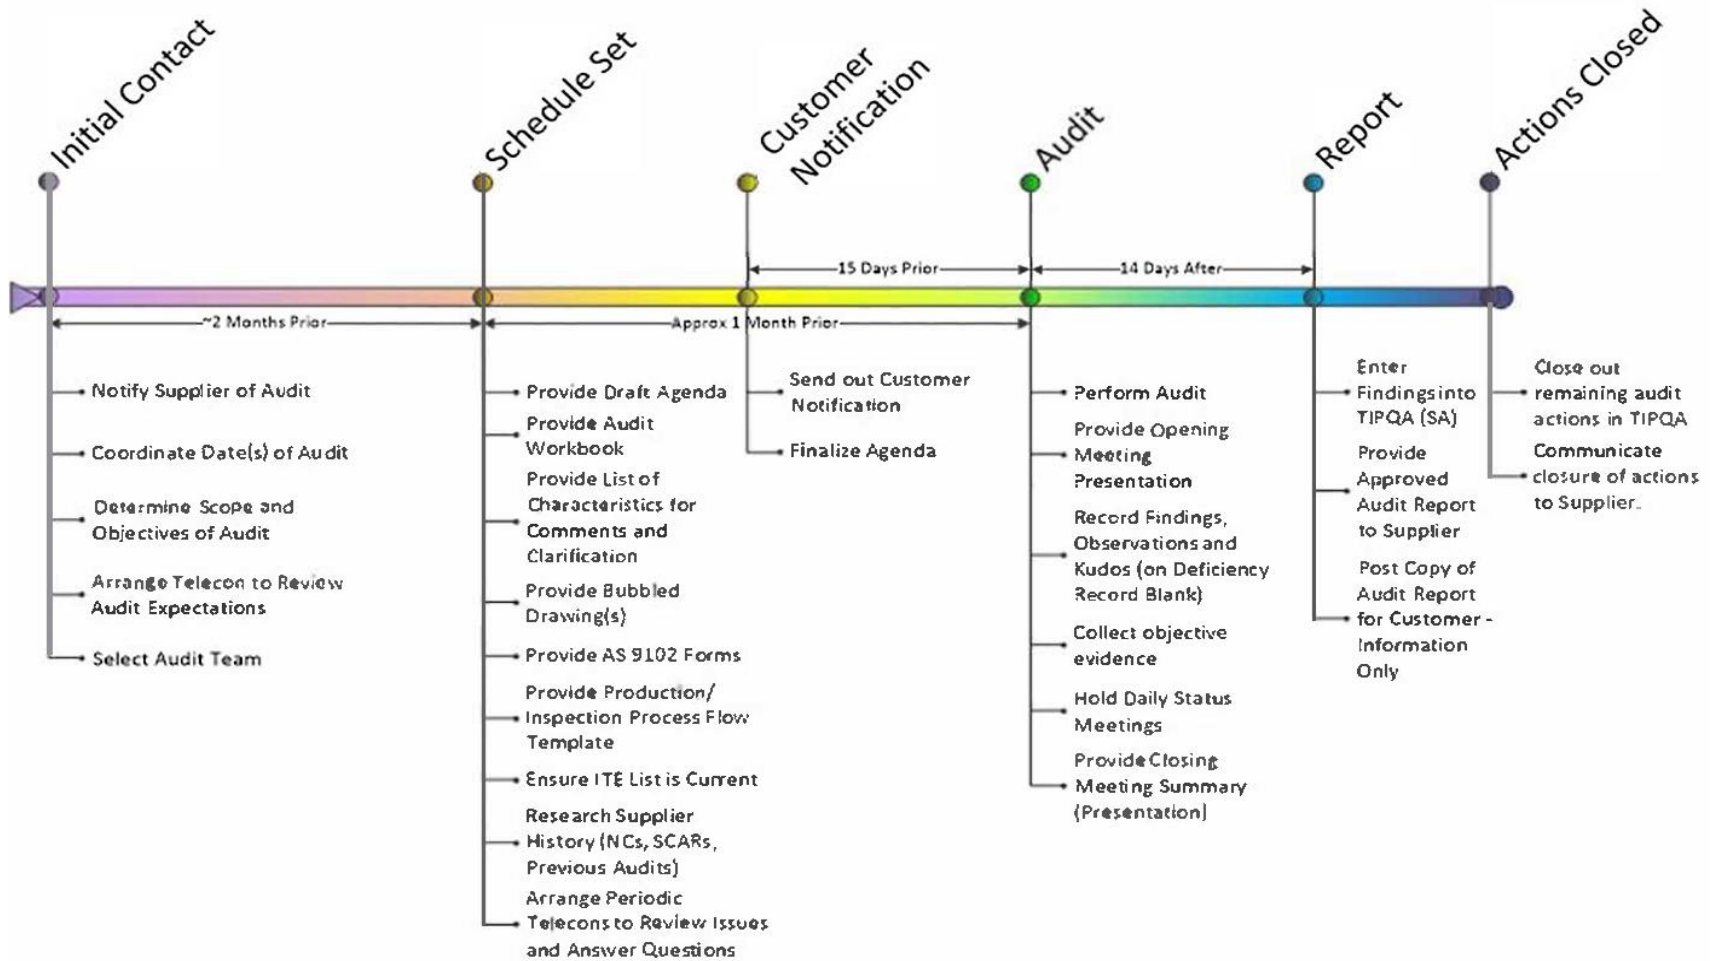 Initial Contact
Schedule Set
Customer
Notification
Audit
Report
Actions Closed
15 Days Prior
14 Days After
~2 Months Prior
Approx 1 Month Prior
Notify Supplier of Audit
Coordinate Date(s) of Audit
Determine Scope and
Objectives of Audit
Arrange Telecon to Review
Audit Expectations
Select Audit Team
Provide Draft Agenda
Provide Audit
Workbook
Provide List of
Characteristics for
Comments and
Clarification
Provide Bubbled
Drawing(s)
Provide AS 9102 Forms
Provide Production/
Inspection Process Flow
Template
Ensure ITE List is Current
Research Supplier
History (NCs, SCARs,
Previous Audits)
Arrange Periodic
Telecons to Review Issues
and Answer Questions
Send out Customer
Notification
Finalize Agenda
Perform Audit
Provide Opening
Meeting
Presentation
Record Findings,
Observations and
Kudos (on Deficiency
Record Blank)
Collect objective
evidence
Hold Daily Status
Meetings
Provide Closing
Meeting Summary
(Presentation)
Enter
Findings into
TIPQA (SA)
Provide
Approved
Audit Report
to Supplier
Post Copy of
Audit Report
for Customer -
Information
Only
Close out
remaining audit
actions in TIPQA
Communicate
closure of actions
to Supplier.